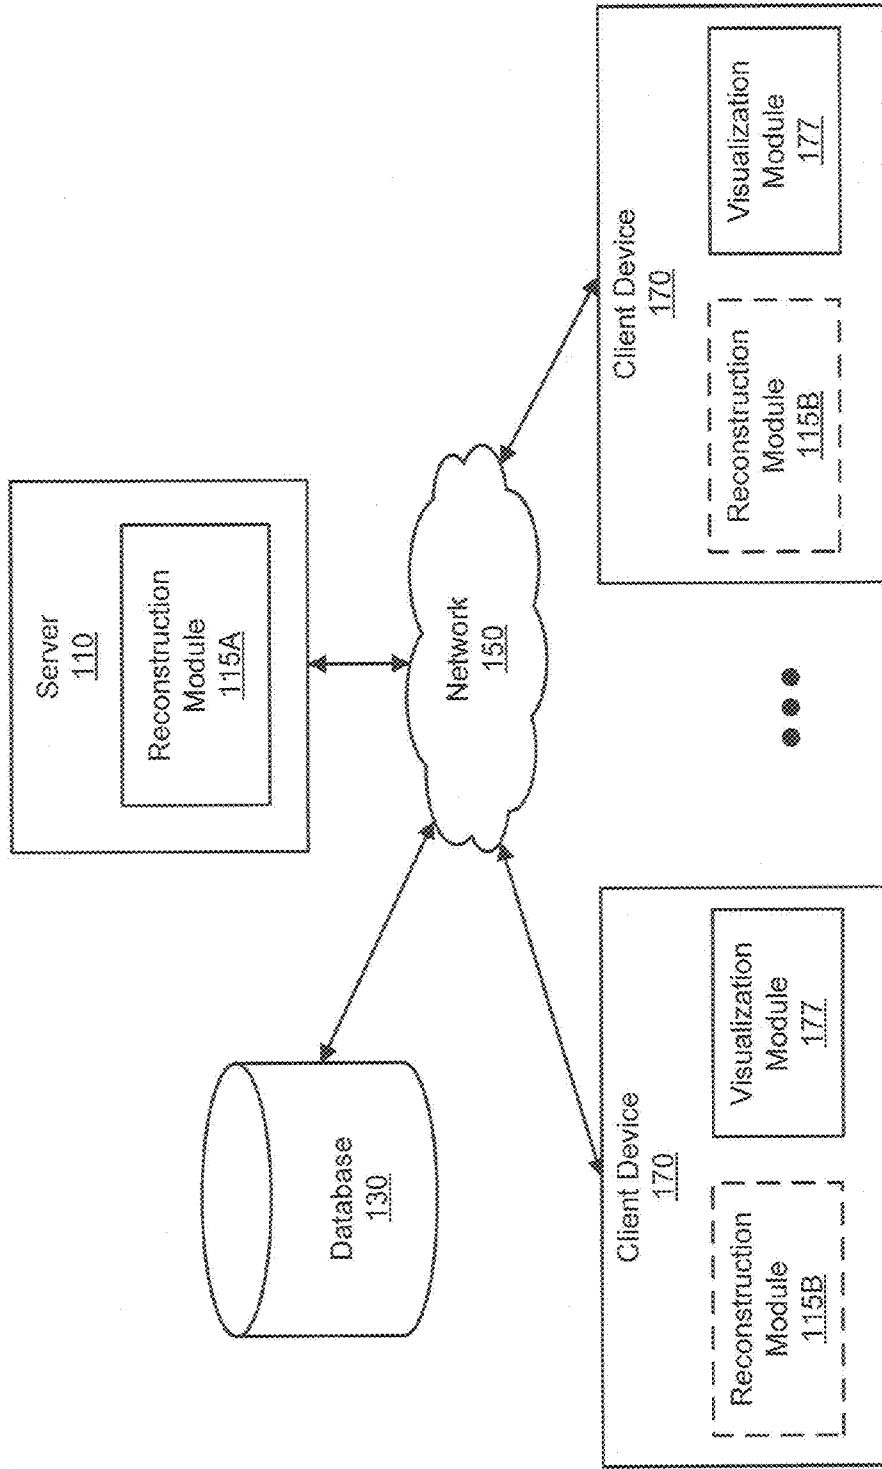 Server
110
Reconstruction
Module
115A
Database
130
Network
150
Client Device
170
Reconstruction
Module
115B
Visualization
Module
177
Client Device
170
Reconstruction
Module
115B
Visualization
Module
177